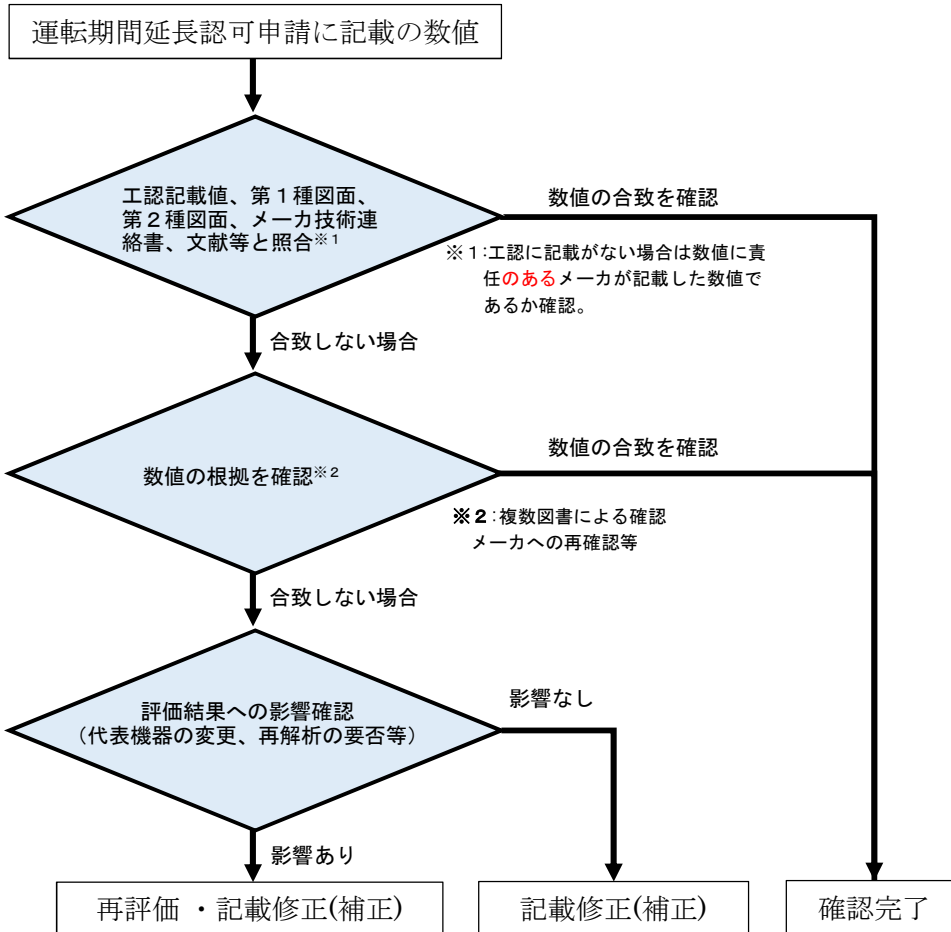 運転期間延長認可申請に記載の数値
工認記載値、第１種図面、
第２種図面、メーカ技術連
絡書、文献等と照合※１
数値の合致を確認
※１:工認に記載がない場合は数値に責
任のあるメーカが記載した数値で
あるか確認。
合致しない場合
数値の根拠を確認※２
数値の合致を確認
※２:複数図書による確認
メーカへの再確認等
合致しない場合
評価結果への影響確認
（代表機器の変更、再解析の要否等）
影響なし
影響あり
再評価 ・記載修正(補正)
記載修正(補正)
確認完了